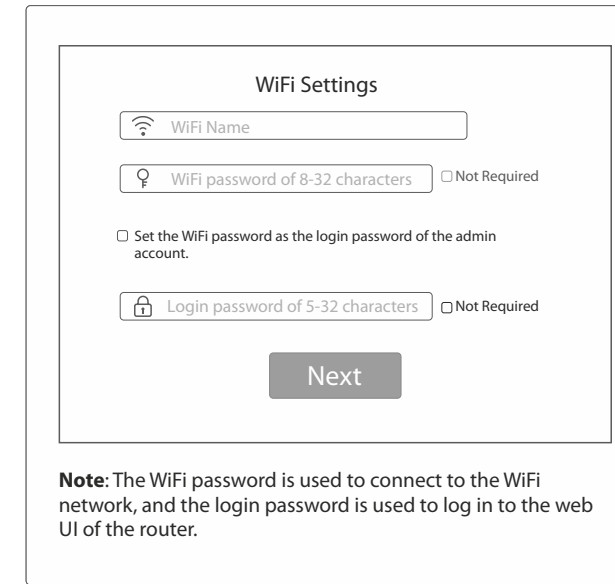 WiFi Settings
WiFi Name
WiFi password of 8-32 characters
Not Required
Set the WiFi password as the login password of the admin
account.
Login password of 5-32 characters
Not Required
Next
Note: The WiFi password is used to connect to the WiFi
network, and the login password is used to log in to the web
UI of the router.